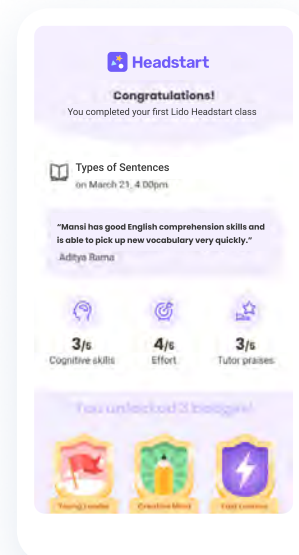 Headstart
Congratulations!
You completed your first Lido Headstart class
Types of Sentences
on March 21, 4:00pm
“Mansi has good English comprehension skills and
is able to pick up new vocabulary very quickly.”
Aditya Rama
3/5 4/5 3/5
Cognitive skills Effort Tutor praises
You unlocked 3 badges!
Young Leader Creative Mind Fast Learner